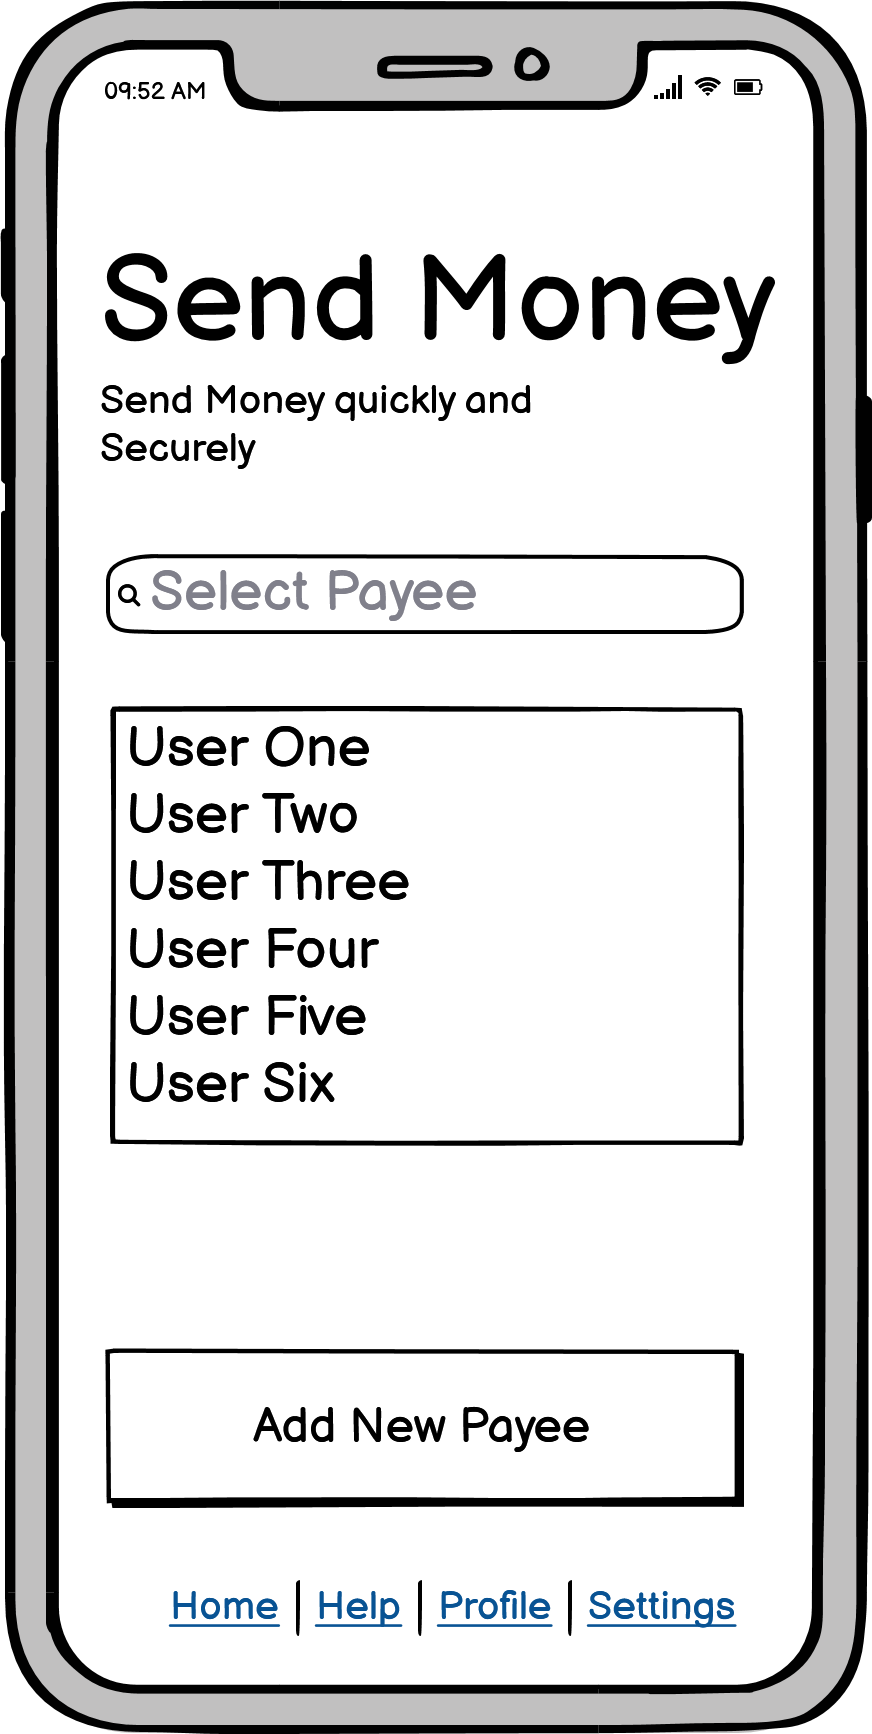 09:52 AM
Send Money
Send Money quickly and
Securely
Select Payee
User One
User Two
User Three
User Four
User Five
User Six
Add New Payee
Home | Help | Profile | Settings